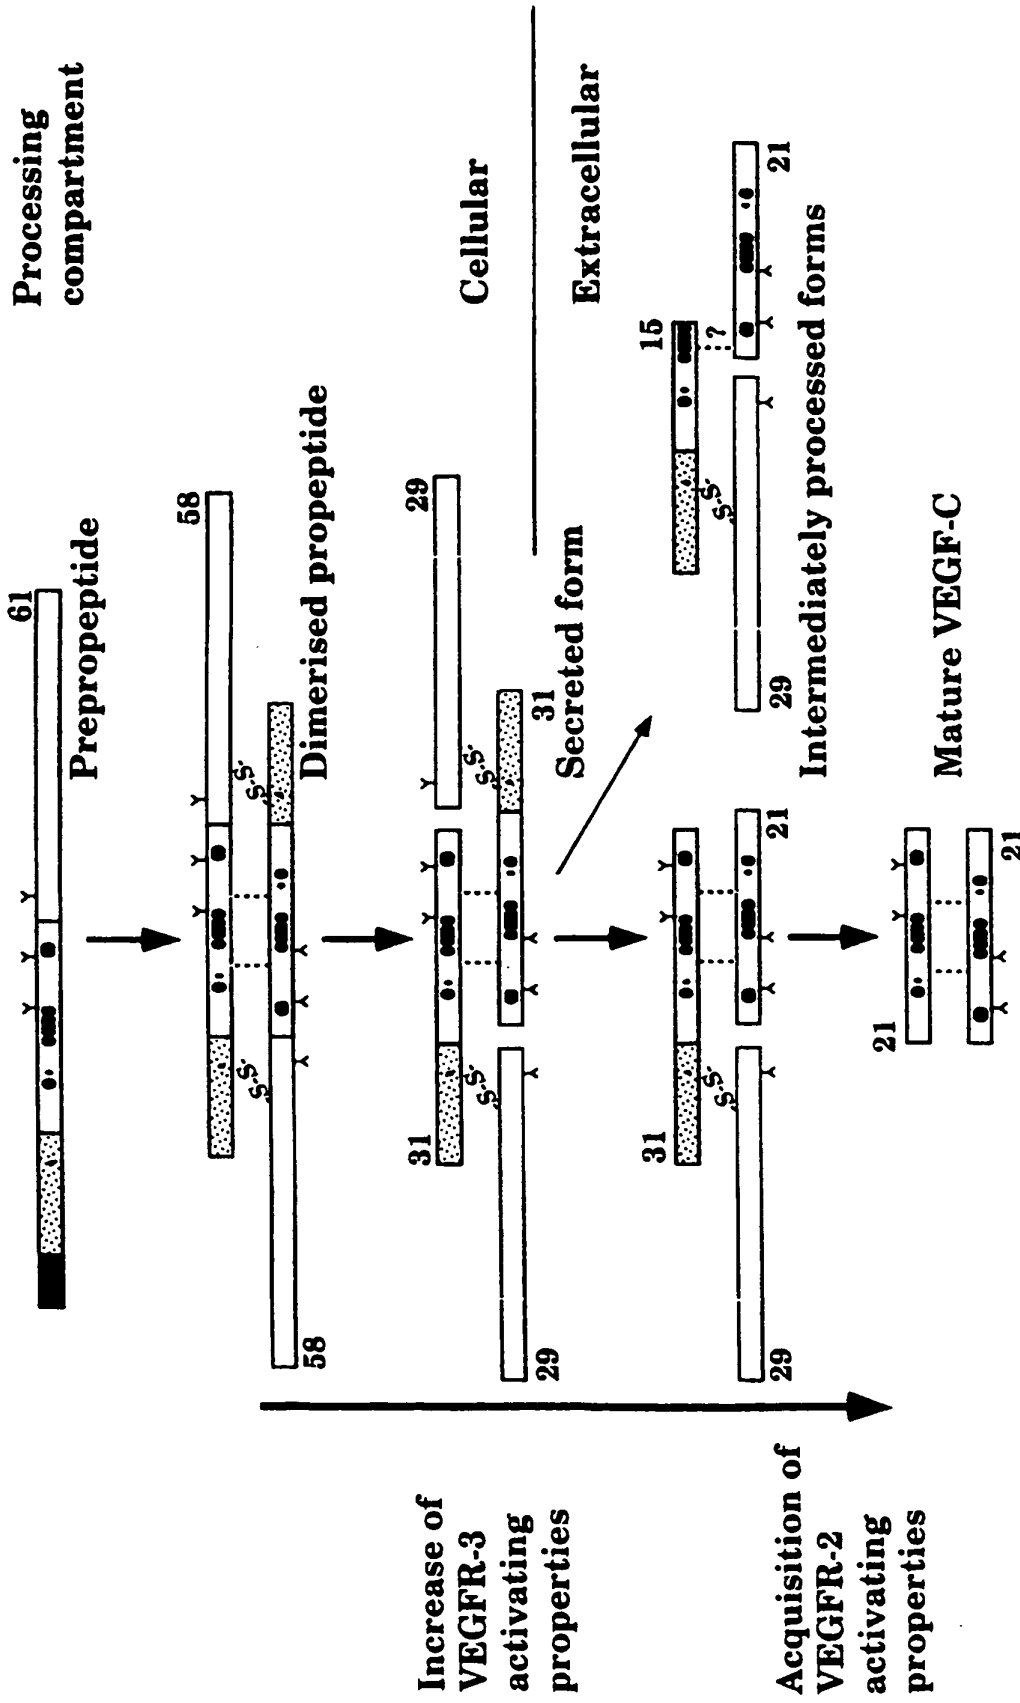 Processing
compartment
61
Prepropeptide
58
58
Dimerised propeptide
Increase of
VEGFR-3
activating
properties
31
29
S-S
S-S
29
31
Secreted form
Cellular
Extracellular
31
S-S
29
21
15
S-S
?
29
21
Intermediately processed forms
Acquisition of
VEGFR-2
activating
properties
21
21
Mature VEGF-C
S-S
S-S